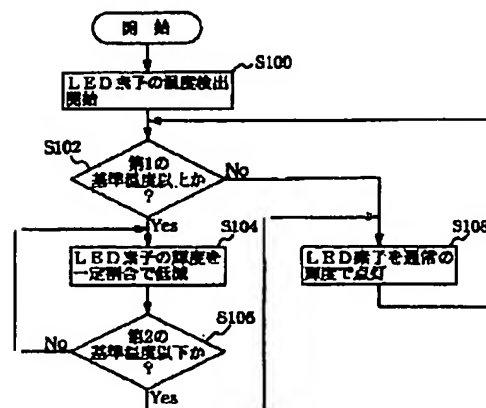 開 始
S100
LED素子の温度検出
開始
S102
第1の
基準温度以上か
?
No
Yes
S104
LED素子の輝度を
一定割合で低減
S108
LED素子を通常の
輝度で点灯
S106
第2の
基準温度以下か
?
No
Yes